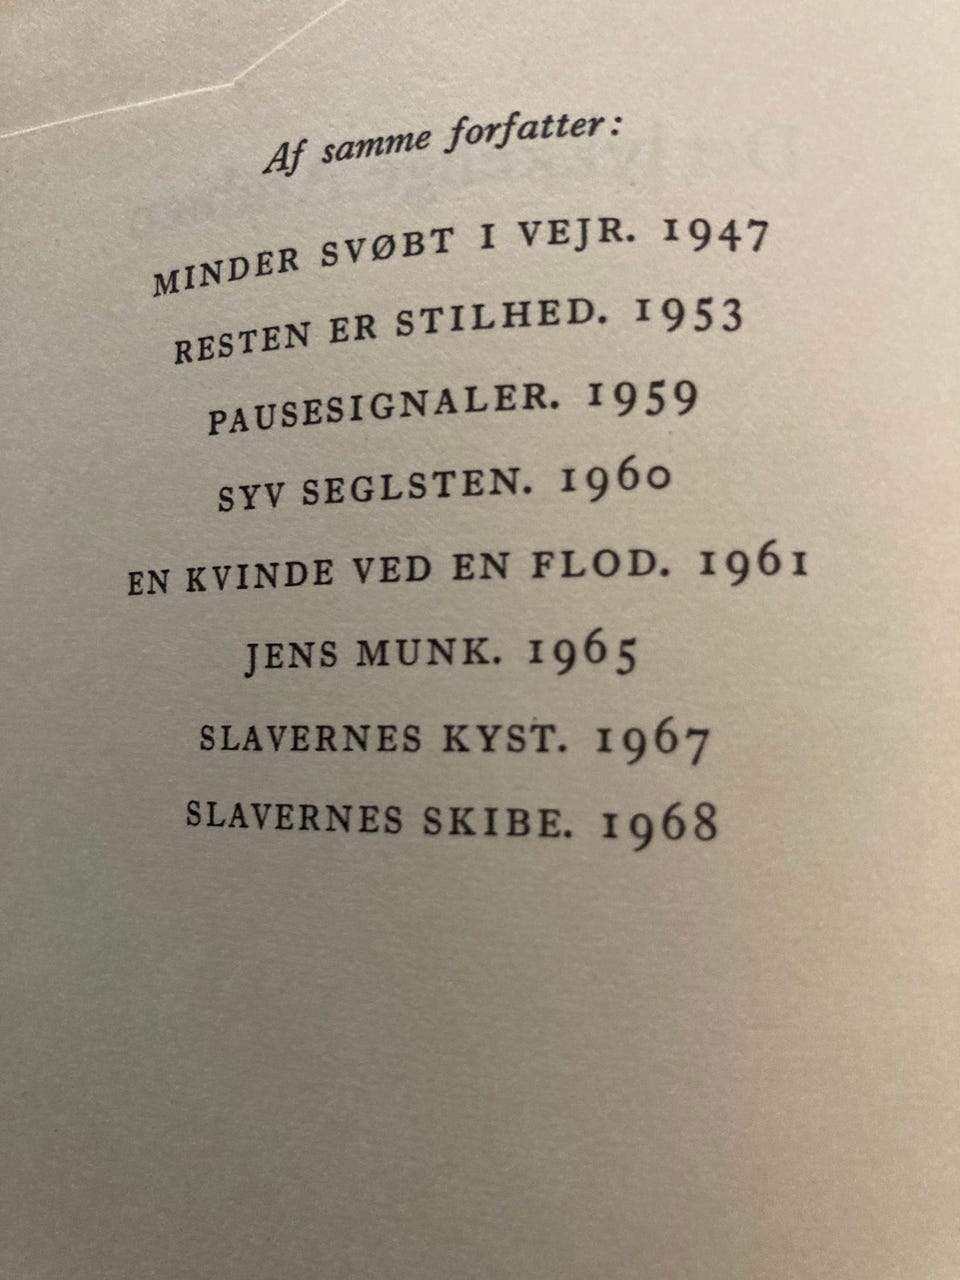 Af samme forfatter:
MINDER SVØBT I VEJR. 1947
RESTEN ER STILHED. 1953
PAUSESIGNALER. 1959
SYV SEGLSTEN. 1960
EN KVINDE VED EN FLOD. 1961
JENS MUNK. 1965
SLAVERNES KYST. 1967
SLAVERNES SKIBE. 1968